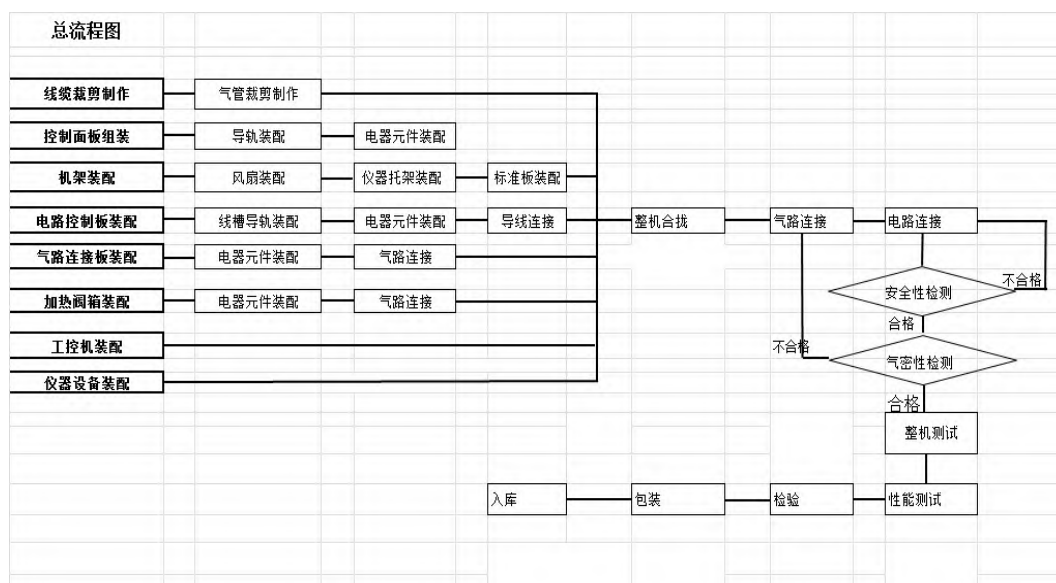 总流程图
线缆裁剪制作
气管裁剪制作
控制面板组装
导轨装配
电器元件装配
机架装配
风扇装配
仪器托架装配
标准板装配
电路控制板装配
线槽导轨装配
电器元件装配
导线连接
整机合拢
气路连接
电路连接
气路连接板装配
电器元件装配
气路连接
不合格
安全性检测
加热阀箱装配
电器元件装配
气路连接
合格
工控机装配
不合格
气密性检测
仪器设备装配
合格
整机测试
入库
包装
检验
性能测试